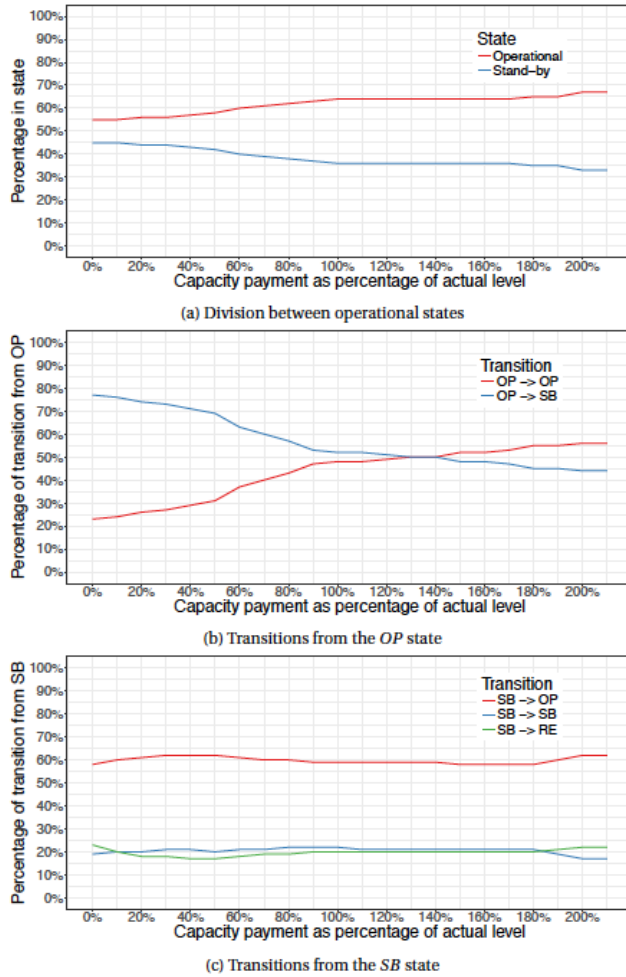 100%
90%
80%
70%
60%
50%
40%
30%
20%
10%
0%
Percentage in state
State
Operational
Stand-by
0% 20% 40% 60% 80% 100% 120% 140% 160% 180% 200%
Capacity payment as percentage of actual level
(a) Division between operational states
100%
90%
80%
70%
60%
50%
40%
30%
20%
10%
0%
Percentage of transition from OP
Transition
OP -> OP
OP -> SB
0% 20% 40% 60% 80% 100% 120% 140% 160% 180% 200%
Capacity payment as percentage of actual level
(b) Transitions from the OP state
100%
90%
80%
70%
60%
50%
40%
30%
20%
10%
0%
Percentage of transition from SB
Transition
SB -> OP
SB -> SB
SB -> RE
0% 20% 40% 60% 80% 100% 120% 140% 160% 180% 200%
Capacity payment as percentage of actual level
(c) Transitions from the SB state